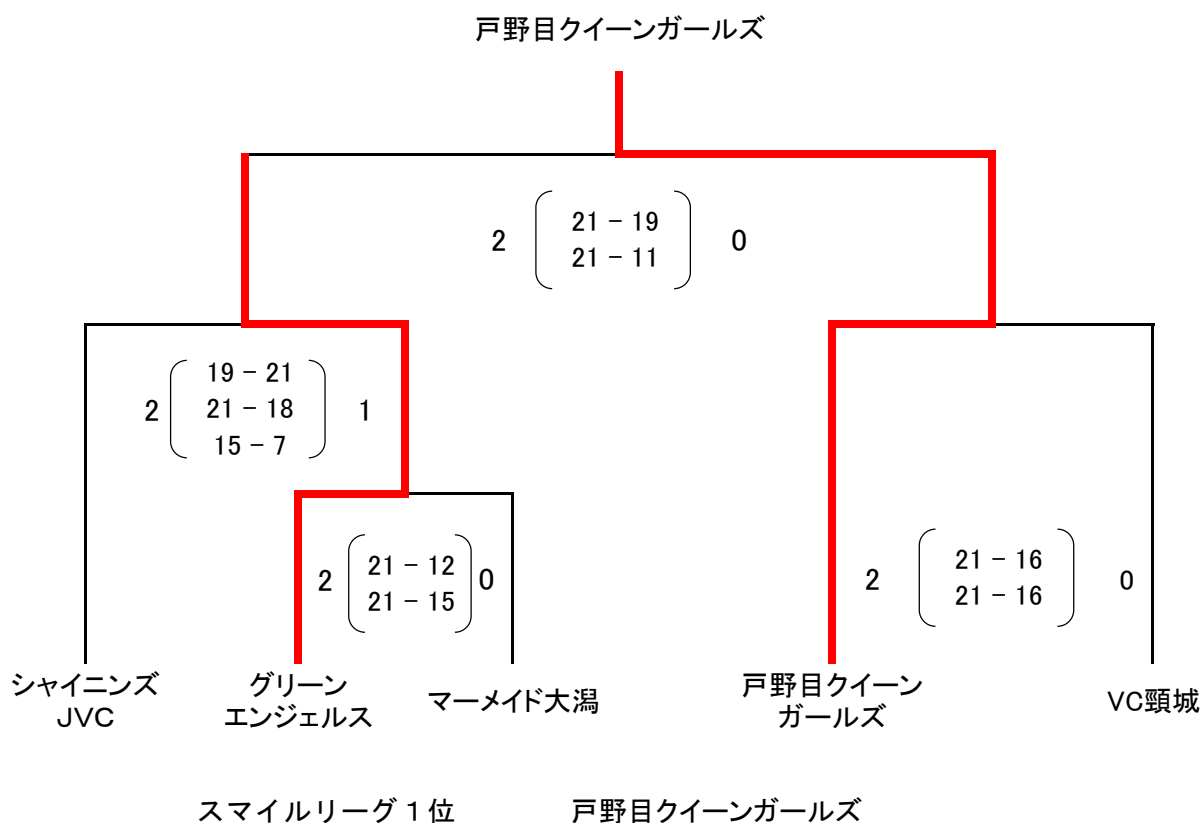 戸野目クイーンガールズ
2 21 − 19 0
21 − 11
19 − 21
2 21 − 18 1
15 − 7
2 21 − 12 0
21 − 15
2 21 − 16 0
21 − 16
シャイニンズ
JVC
グリーン
エンジェルス
マーメイド大潟
戸野目クイーン
ガールズ
VC頸城
スマイルリーグ１位 戸野目クイーンガールズ